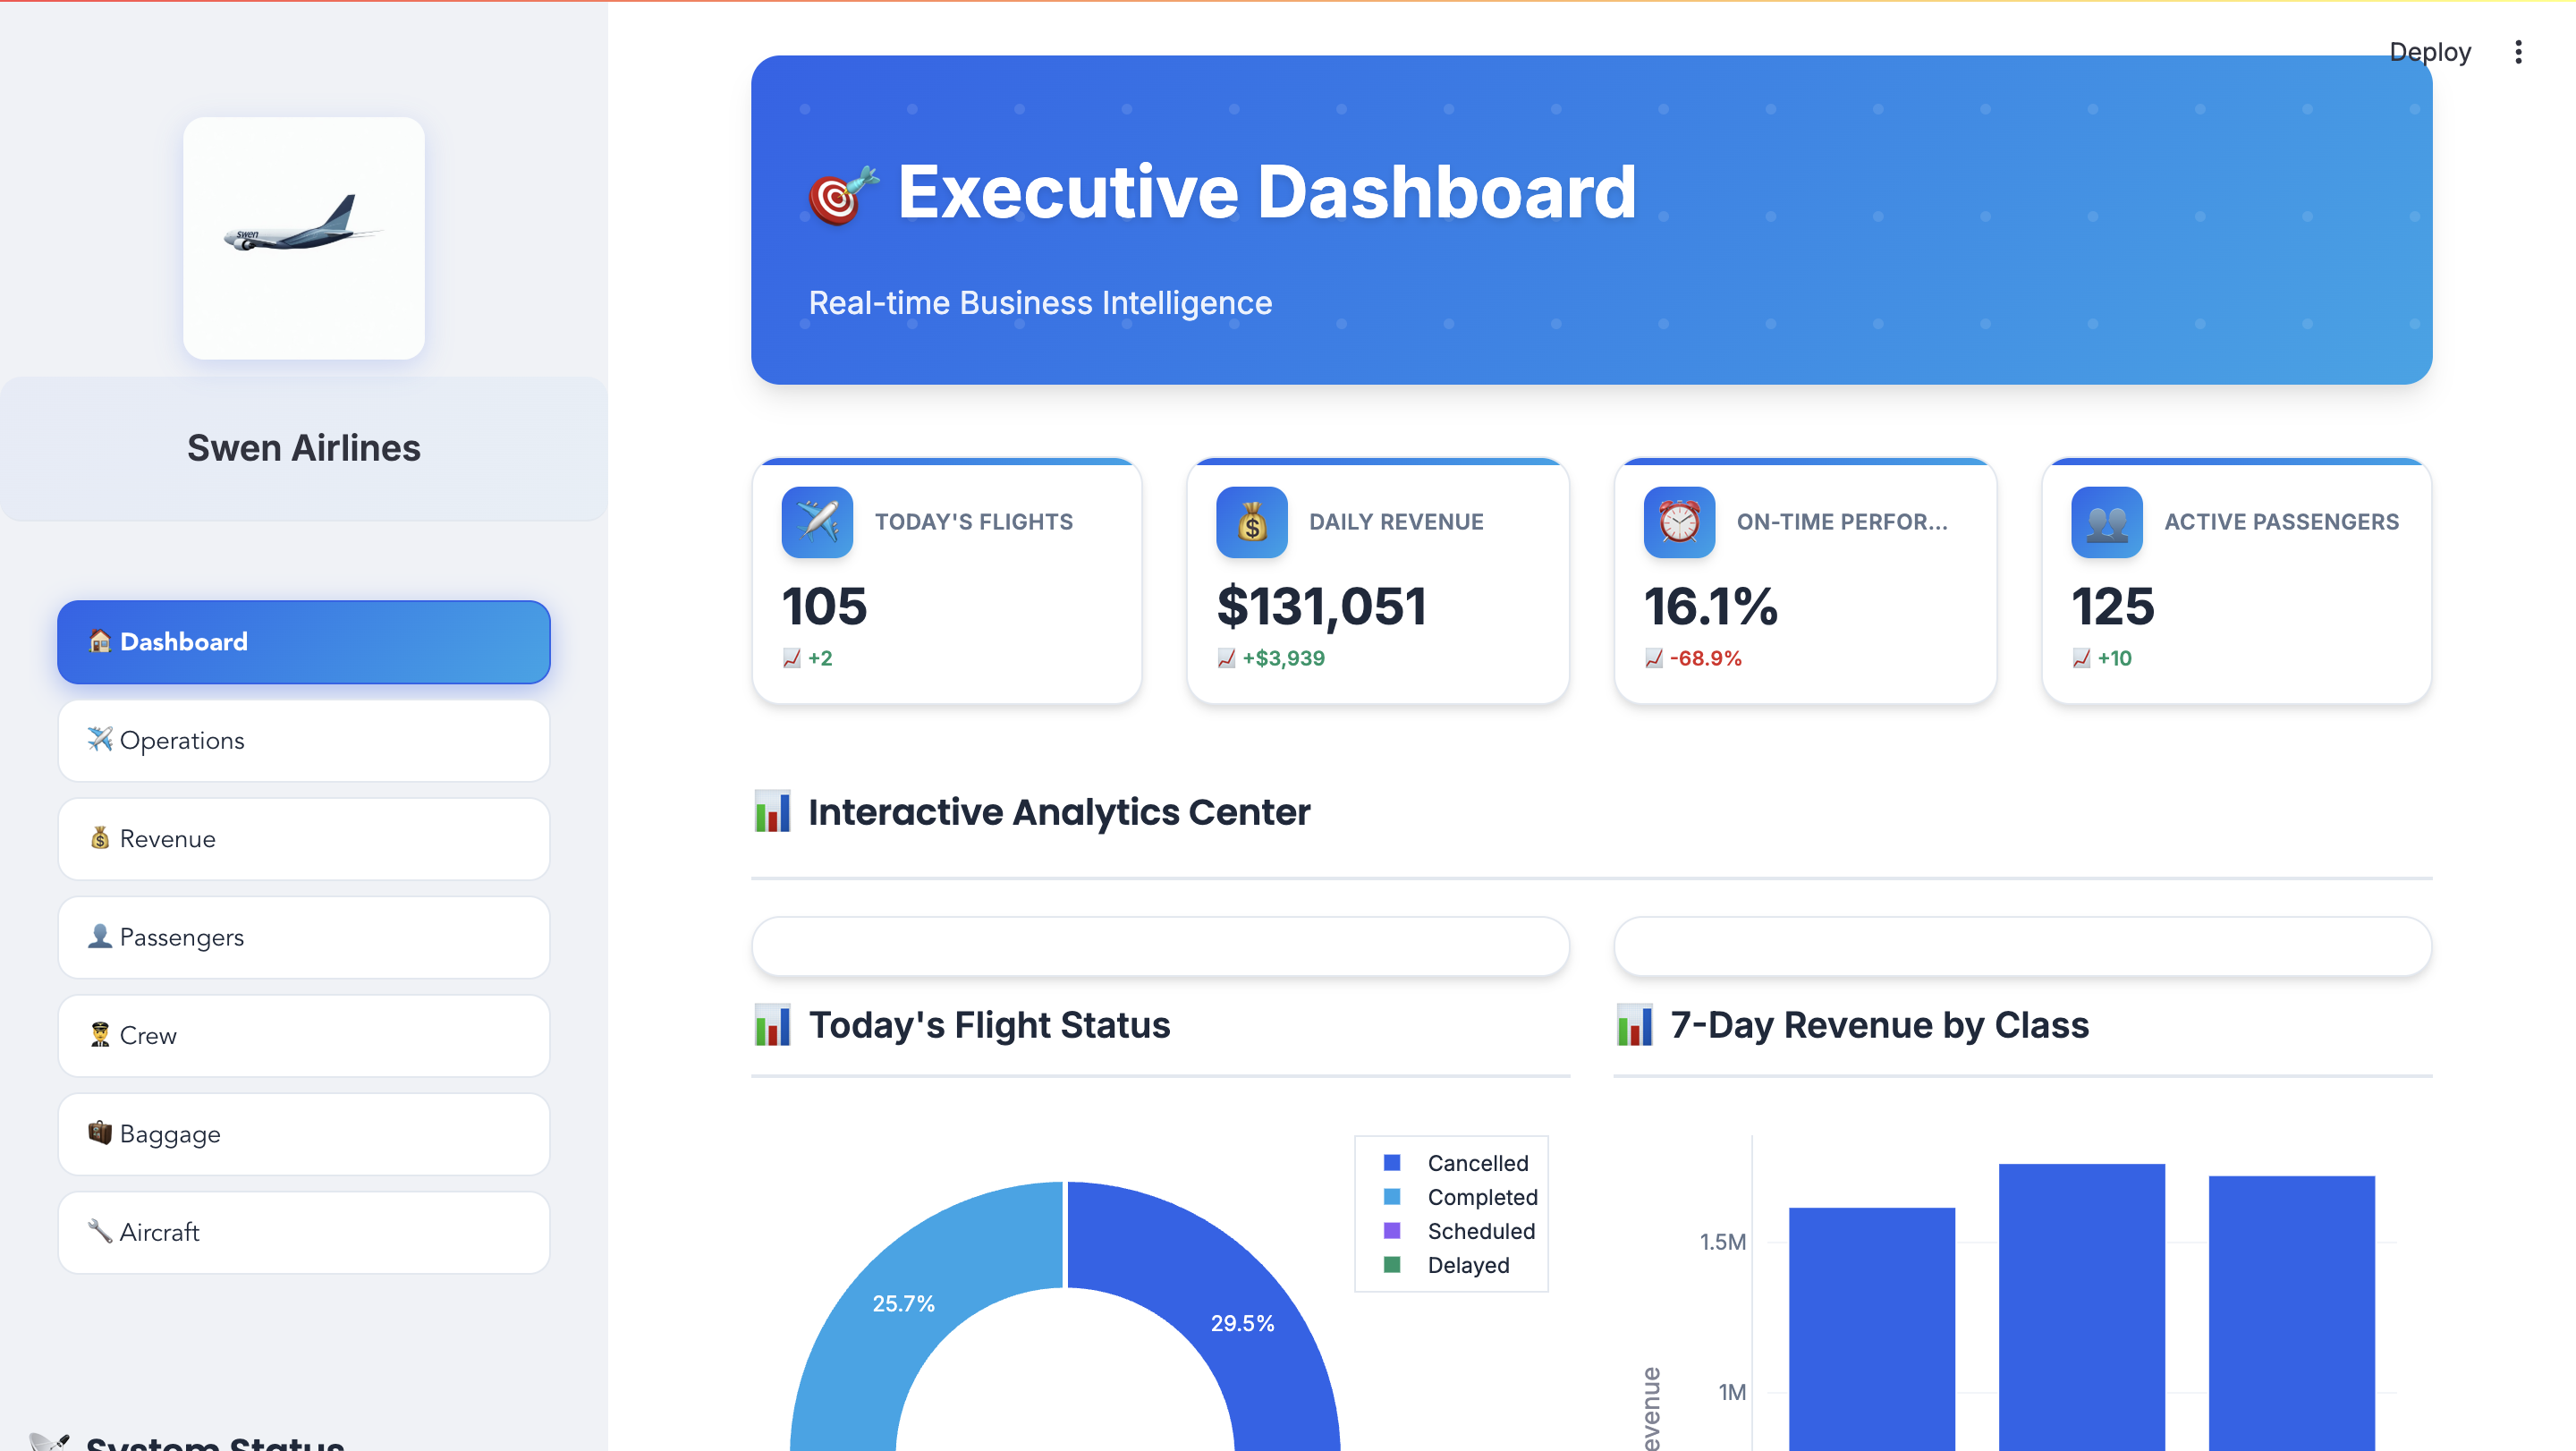 Deploy
swen
Swen Airlines
Dashboard
Operations
Revenue
Passengers
Crew
Baggage
Aircraft
System Status
Executive Dashboard
Real-time Business Intelligence
TODAY'S FLIGHTS
105
+2
DAILY REVENUE
$131,051
+$3,939
ON-TIME PERFOR...
16.1%
-68.9%
ACTIVE PASSENGERS
125
+10
Interactive Analytics Center
Today's Flight Status
Cancelled
Completed
Scheduled
Delayed
25.7%
29.5%
7-Day Revenue by Class
1.5M
1M
evenue